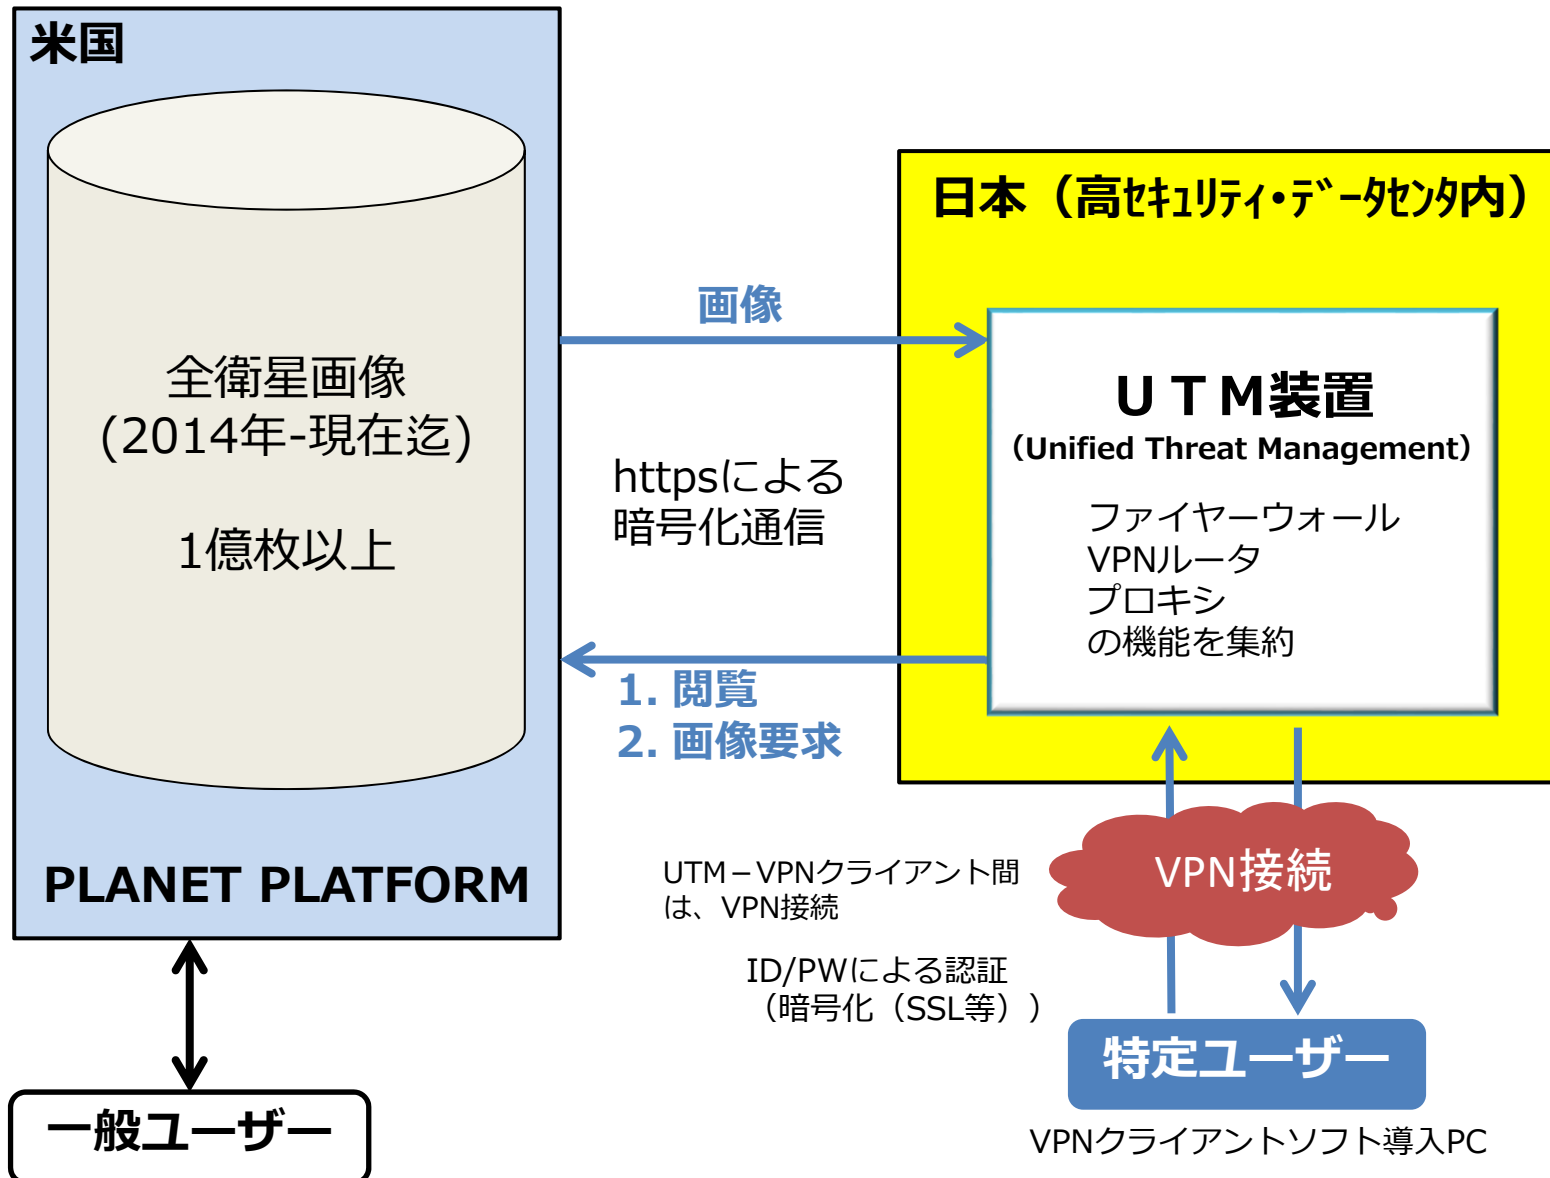 米国
全衛星画像
(2014年-現在迄)
1億枚以上
PLANET PLATFORM
一般ユーザー
画像
httpsによる
暗号化通信
1. 閲覧
2. 画像要求
日本（高ｾｷｭﾘﾃｨ・ﾃﾞｰﾀｾﾝﾀ内）
ＵＴＭ装置
（Unified Threat Management）
ファイヤーウォール
VPNルータ
プロキシ
の機能を集約
VPN接続
UTM－VPNクライアント間
は、VPN接続
ID/PWによる認証
（暗号化（SSL等））
特定ユーザー
VPNクライアントソフト導入PC